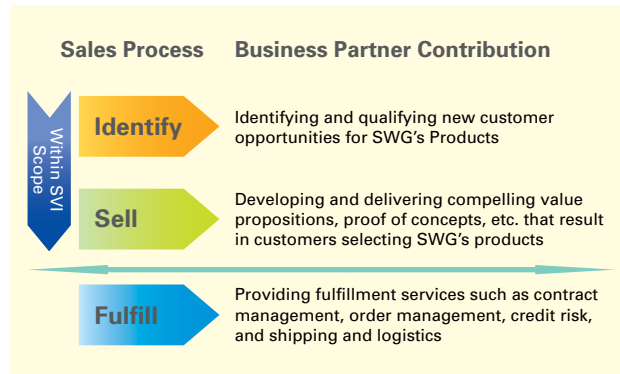 Sales Process Business Partner Contribution
Within SVI
Scope
Identify
Identifying and qualifying new customer
opportunities for SWG's Products
Sell
Developing and delivering compelling value
propositions, proof of concepts, etc. that result
in customers selecting SWG's products
Fulfill
Providing fulfillment services such as contract
management, order management, credit risk,
and shipping and logistics